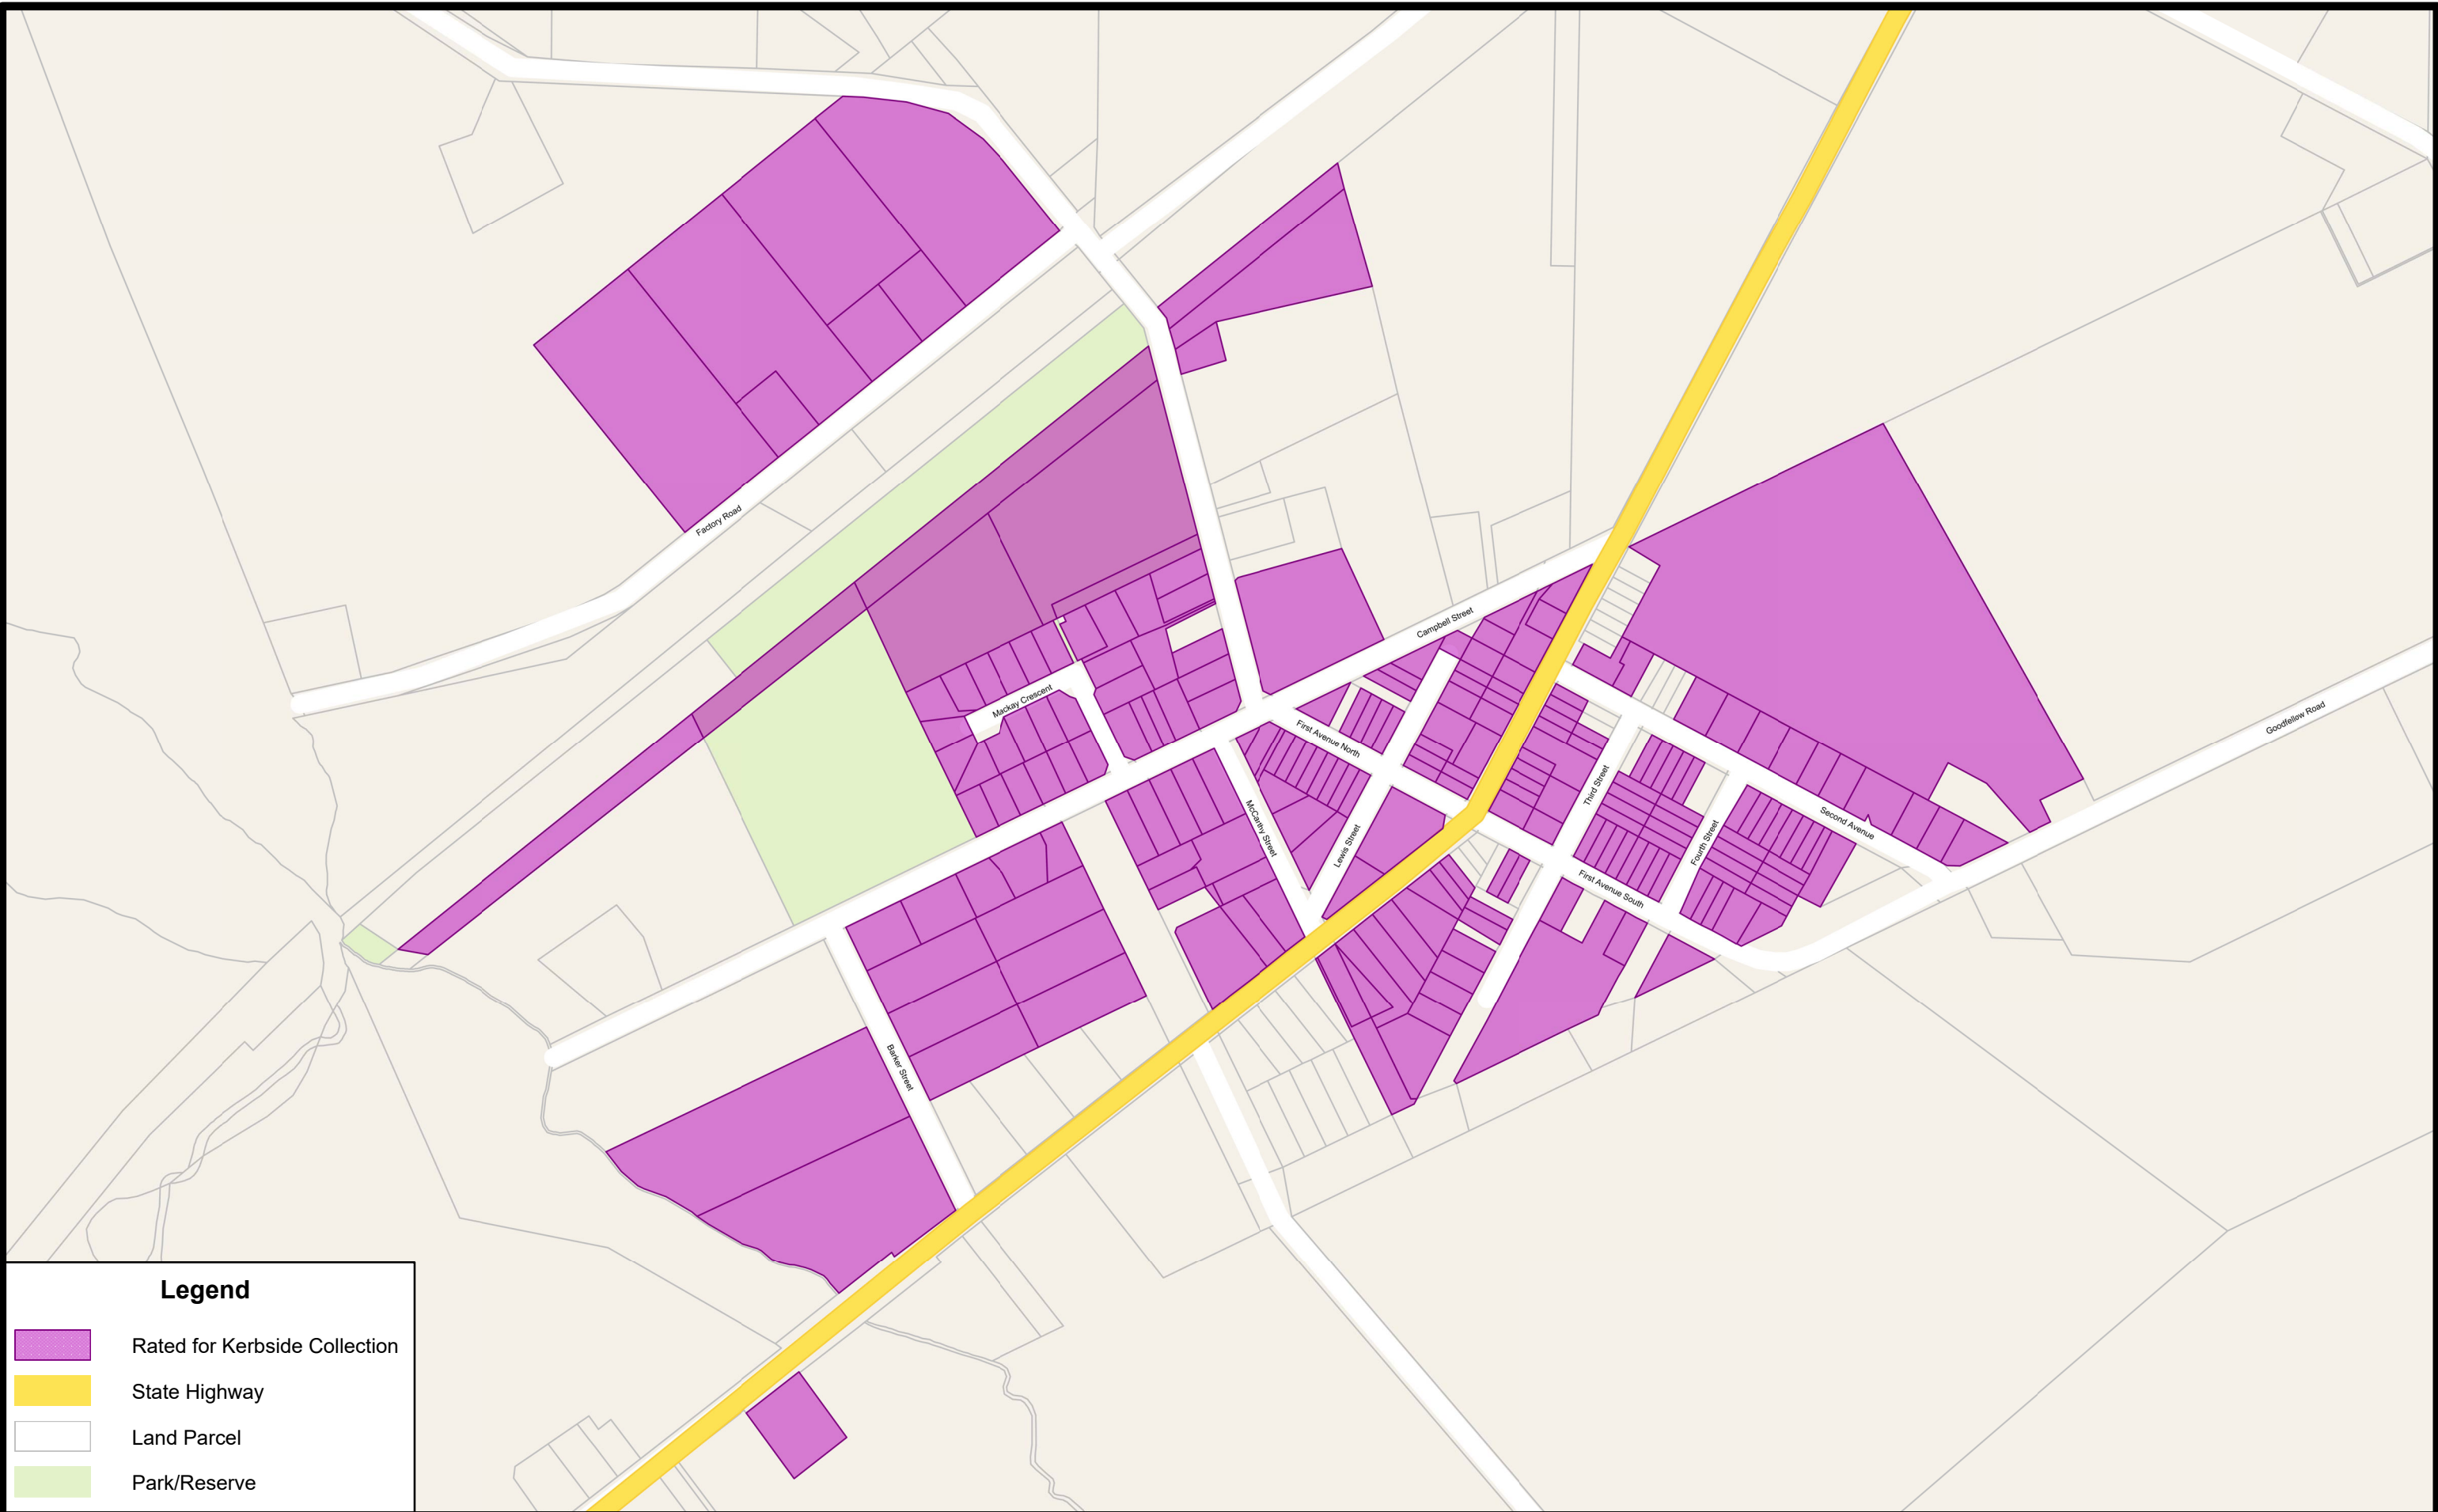 Factory Road
Campbell Street
Mackay Crescent
First Avenue North
Goodfellow Road
Third Street
McCarthy Street
Lewis Street
Second Avenue
Fourth Street
First Avenue South
Barker Street
Legend
Rated for Kerbside Collection
State Highway
Land Parcel
Park/Reserve